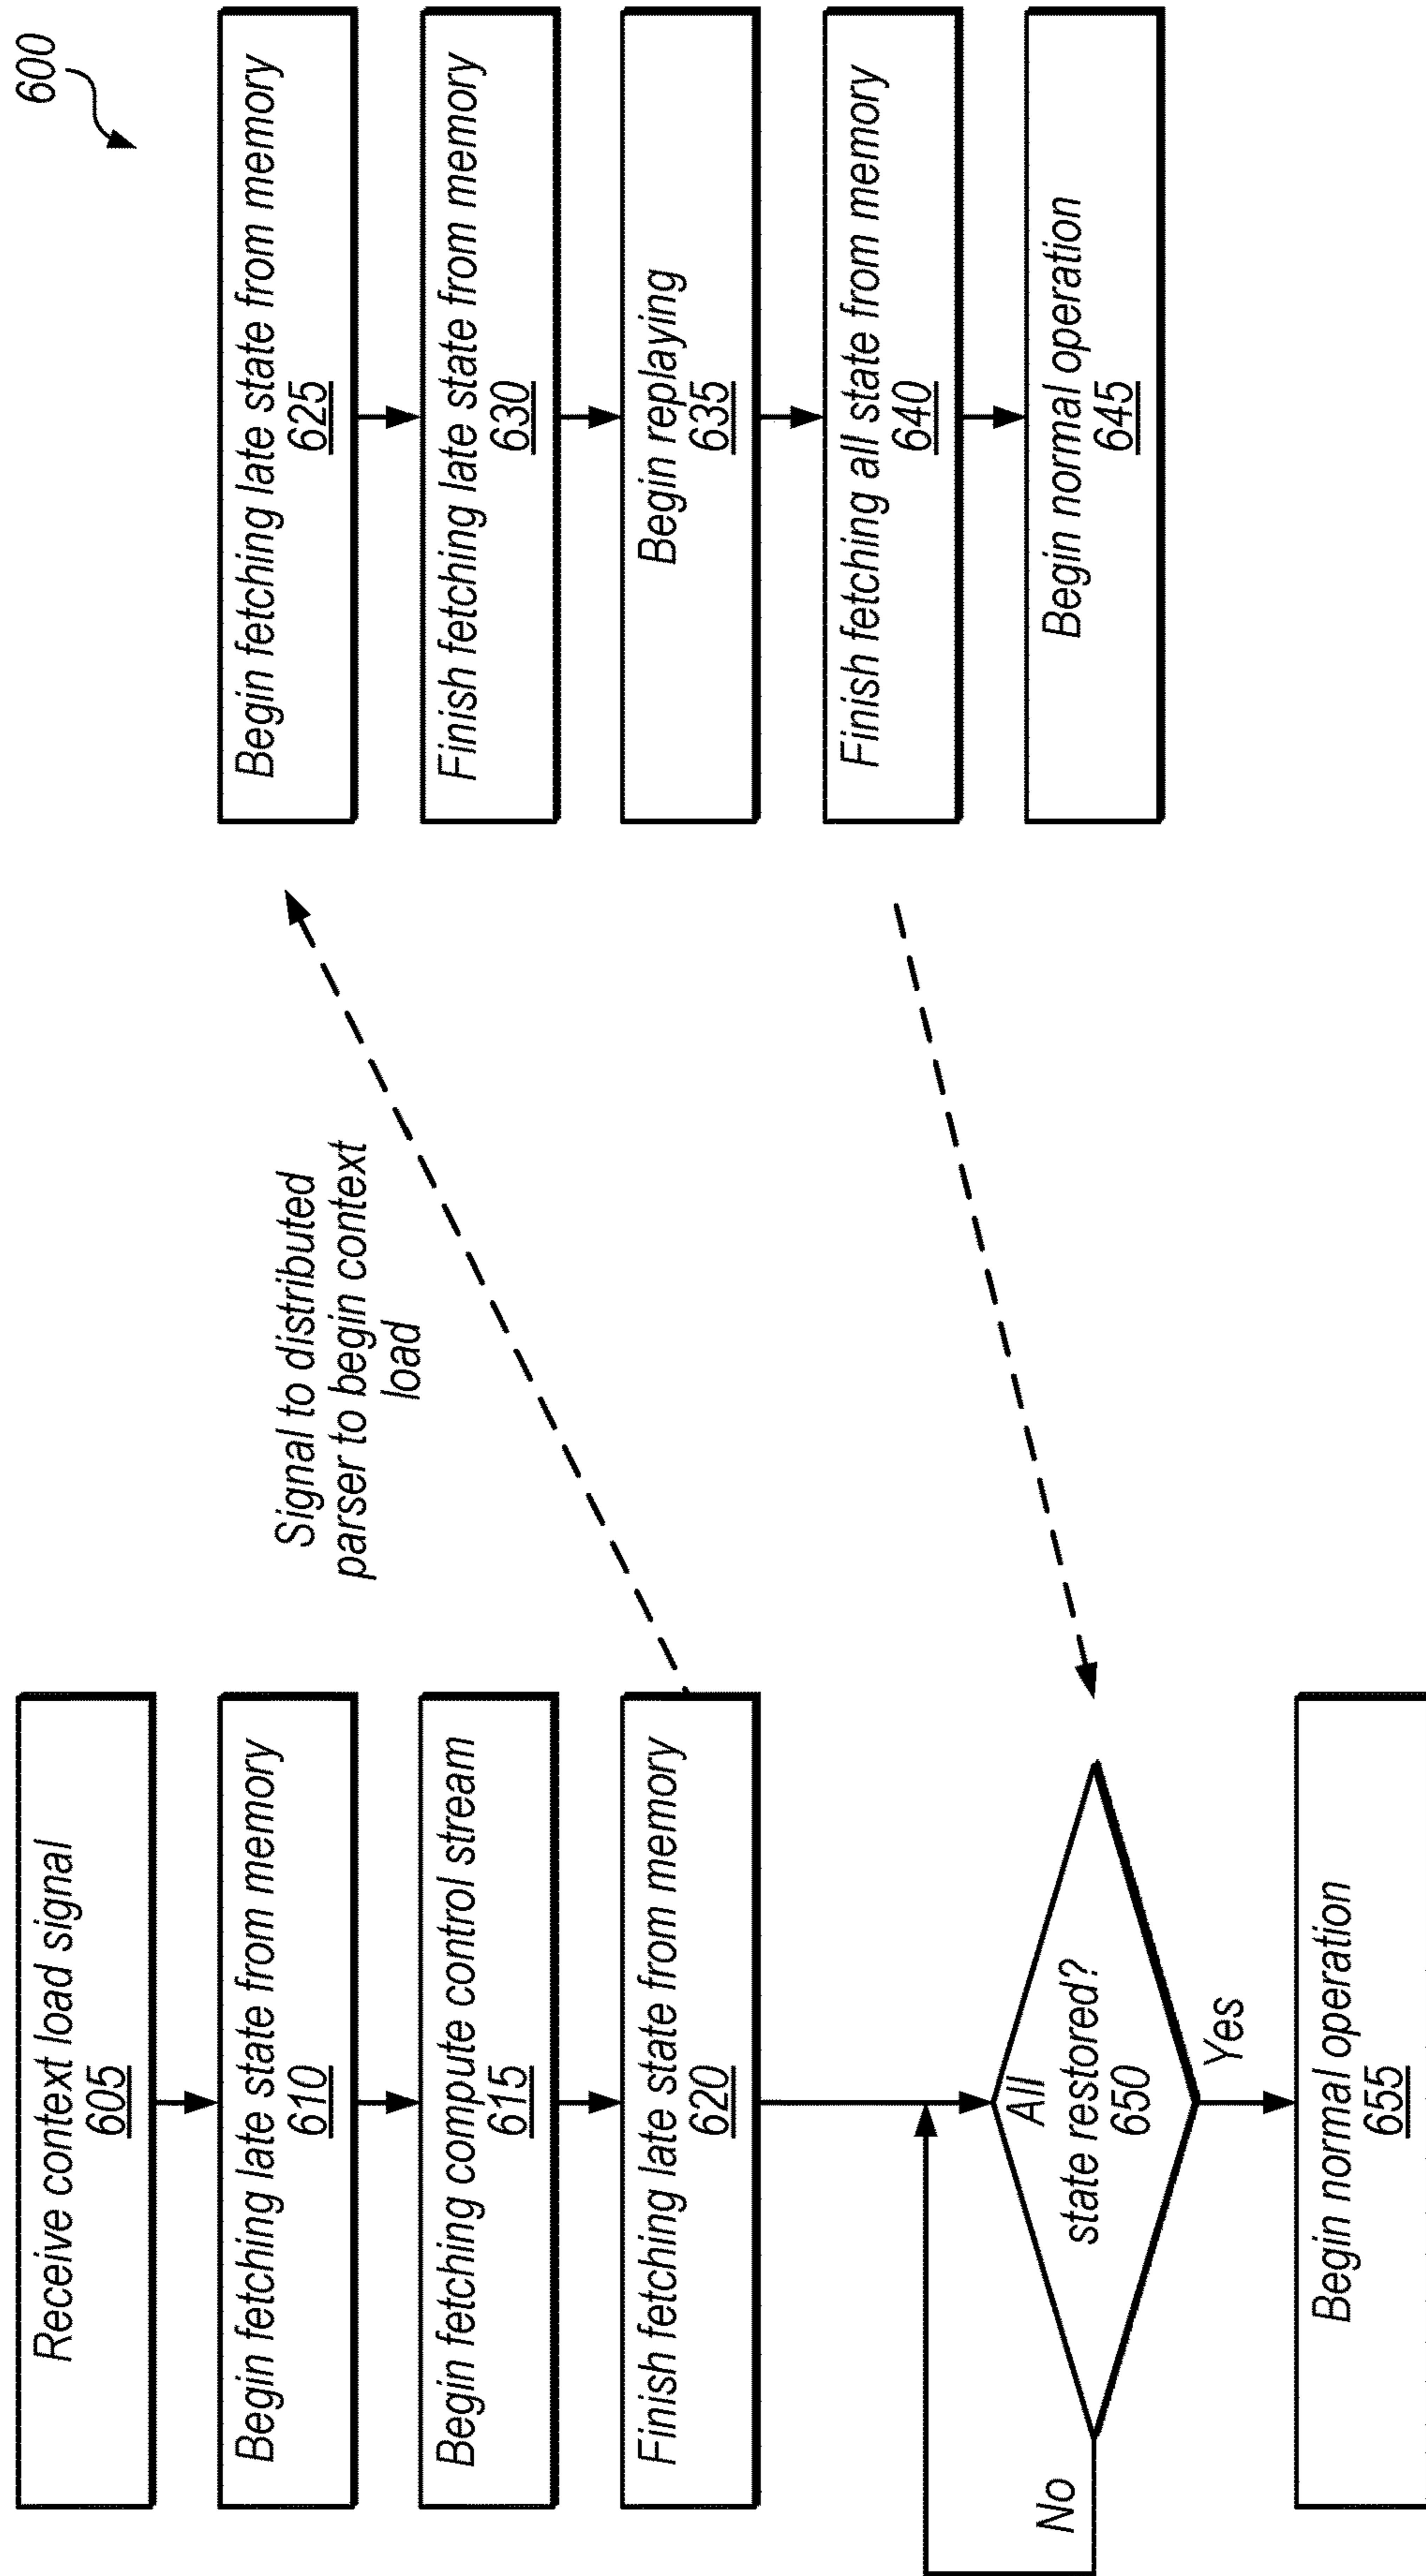 600
Receive context load signal
605
Begin fetching late state from memory
610
Begin fetching compute control stream
615
Finish fetching late state from memory
620
Signal to distributed
parser to begin context
load
Begin fetching late state from memory
625
Finish fetching late state from memory
630
Begin replaying
635
Finish fetching all state from memory
640
Begin normal operation
645
All
state restored?
650
No
Yes
Begin normal operation
655